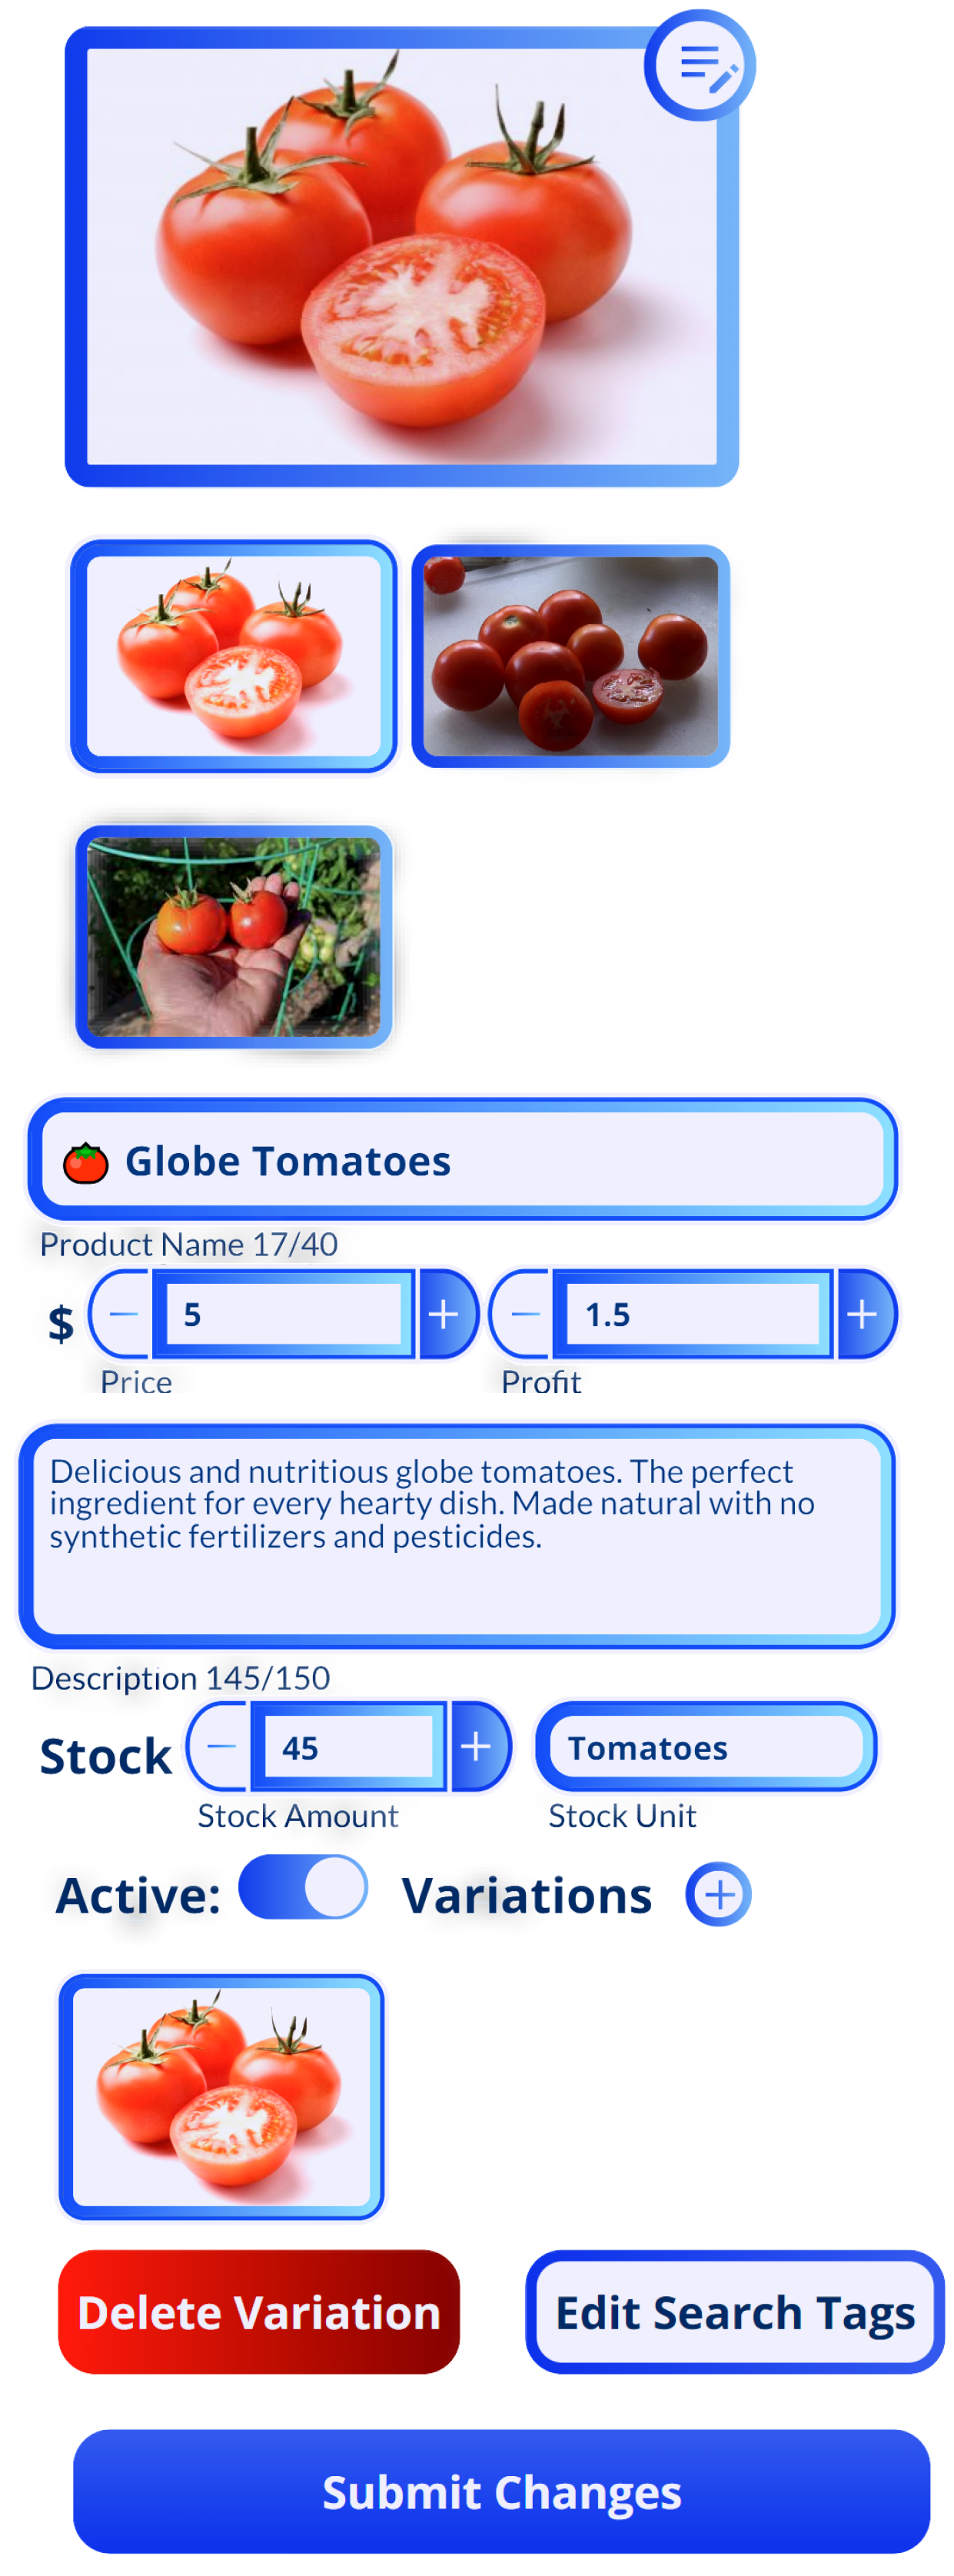 🍅 Globe Tomatoes
Product Name 17/40
$ − 5 + − 1.5 +
Price Profit
Delicious and nutritious globe tomatoes. The perfect
ingredient for every hearty dish. Made natural with no
synthetic fertilizers and pesticides.
Description 145/150
Stock − 45 + Tomatoes
Stock Amount Stock Unit
Active: Variations +
Delete Variation Edit Search Tags
Submit Changes